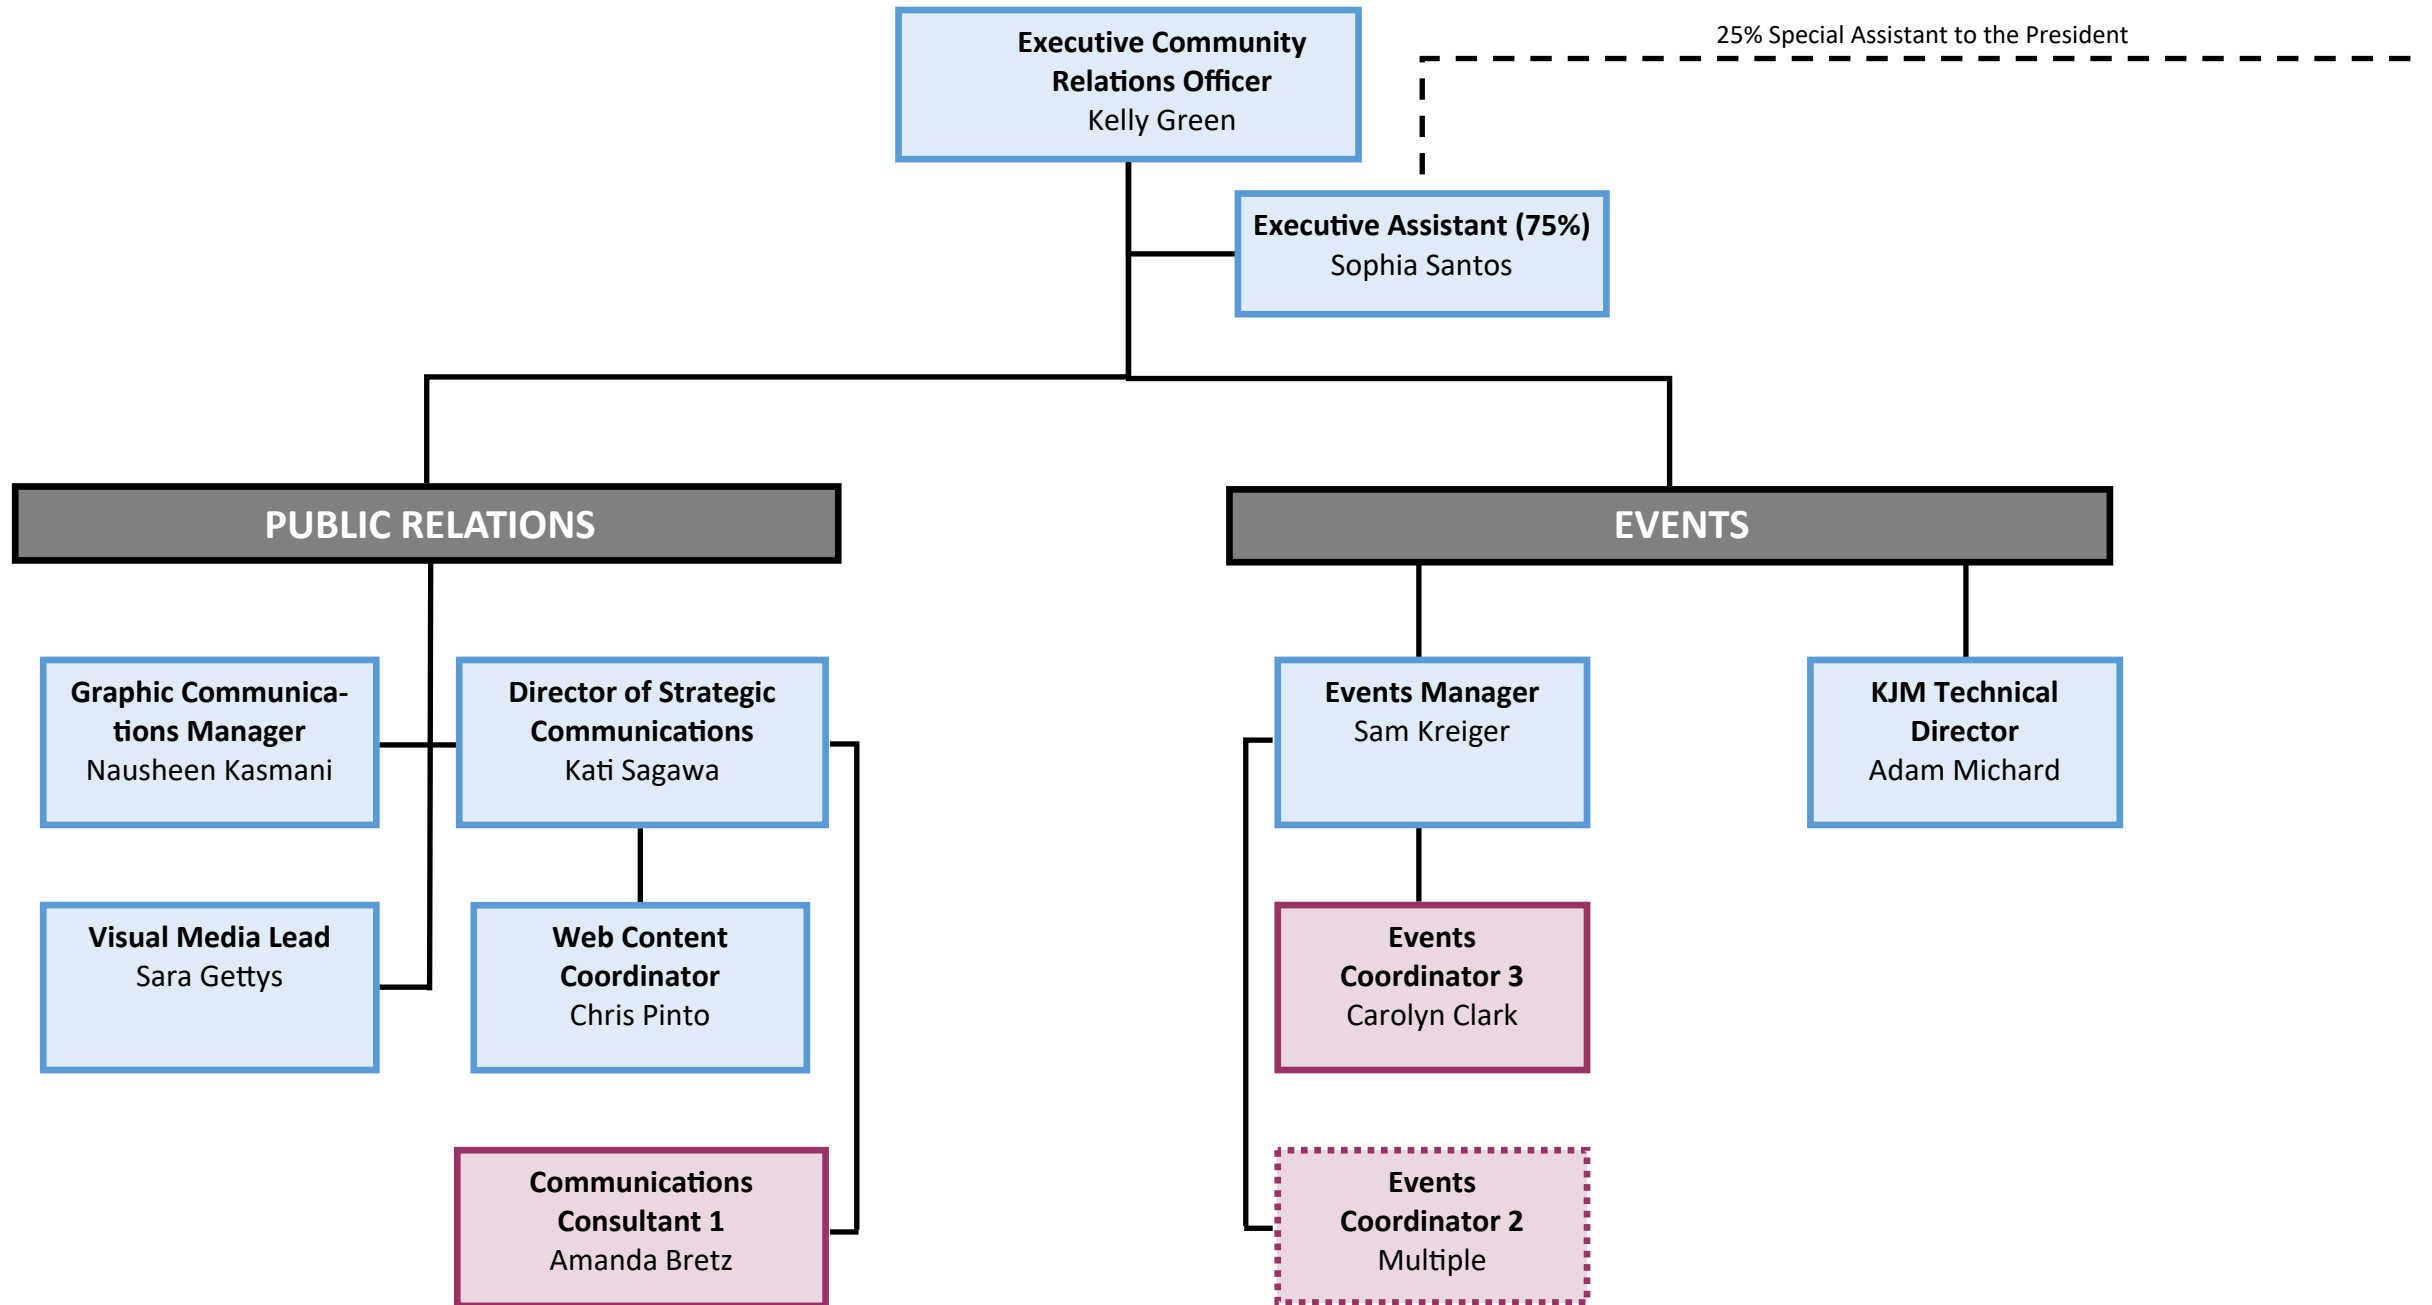 Executive Community
Relations Officer
Kelly Green
25% Special Assistant to the President
Executive Assistant (75%)
Sophia Santos
PUBLIC RELATIONS
EVENTS
Graphic Communica-
tions Manager
Nausheen Kasmani
Director of Strategic
Communications
Kati Sagawa
Events Manager
Sam Kreiger
KJM Technical
Director
Adam Michard
Visual Media Lead
Sara Gettys
Web Content
Coordinator
Chris Pinto
Events
Coordinator 3
Carolyn Clark
Communications
Consultant 1
Amanda Bretz
Events
Coordinator 2
Multiple